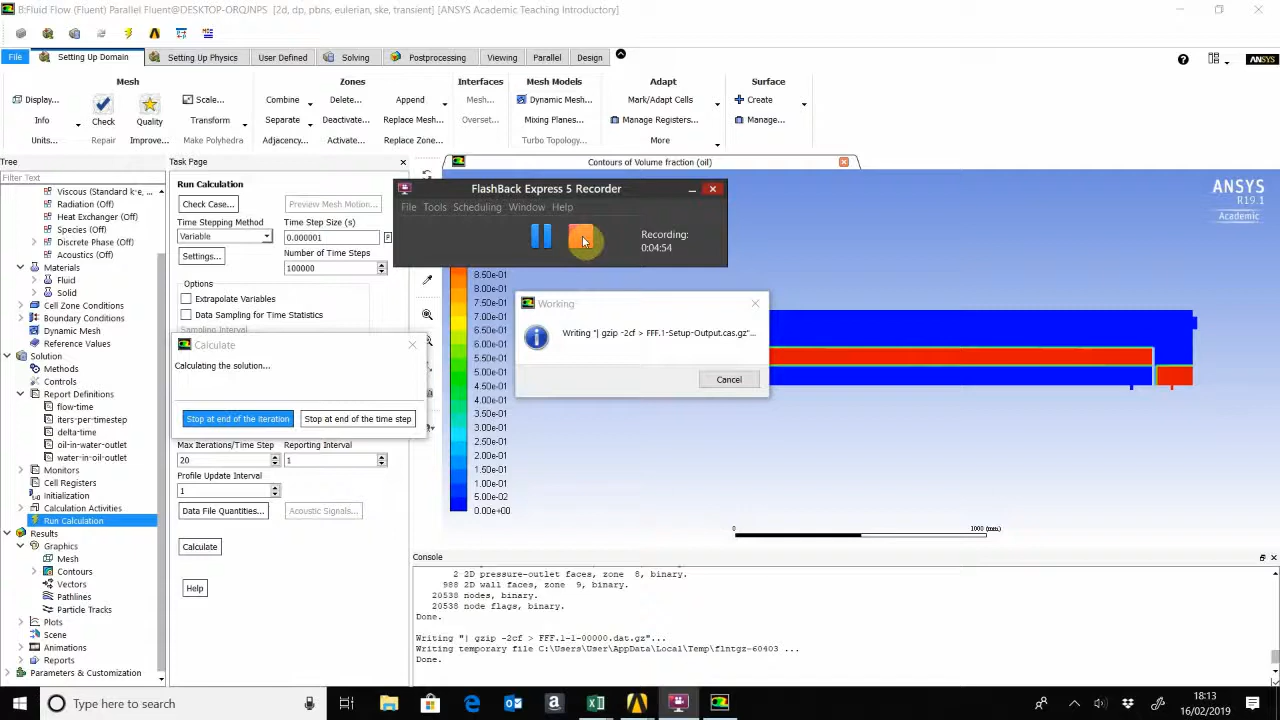 B:Fluid Flow (Fluent) Parallel Fluent@DESKTOP-ORQJNPS [2d, dp, pbns, eulerian, ske, transient] [ANSYS Academic Teaching Introductory]
File Setting Up Domain Setting Up Physics User Defined Solving Postprocessing Viewing Parallel Design ANSYS
Mesh Zones Interfaces Mesh Models Adapt Surface
Display... Scale... Combine Delete... Append Mesh... Dynamic Mesh... Mark/Adapt Cells Create
Info Check Quality Transform Separate Deactivate... Replace Mesh... Overset... Mixing Planes... Manage Registers... Manage...
Units... Repair Improve... Make Polyhedra Adjacency... Activate... Replace Zone... Turbo Topology... More
Tree
Filter Text
Viscous (Standard k-e, ...
Radiation (Off)
Heat Exchanger (Off)
Species (Off)
Discrete Phase (Off)
Acoustics (Off)
Materials
Fluid
Solid
Cell Zone Conditions
Boundary Conditions
Dynamic Mesh
Reference Values
Solution
Methods
Controls
Report Definitions
flow-time
iters-per-timestep
delta-time
oil-in-water-outlet
water-in-oil-outlet
Monitors
Cell Registers
Initialization
Calculation Activities
Run Calculation
Results
Graphics
Mesh
Contours
Vectors
Pathlines
Particle Tracks
Plots
Scene
Animations
Reports
Parameters & Customization
Task Page
Run Calculation
Check Case... Preview Mesh Motion...
Time Stepping Method Time Step Size (s)
Variable 0.000001 P
Settings... Number of Time Steps
100000
Options
Extrapolate Variables
Data Sampling for Time Statistics
Sampling Interval
Calculate
Calculating the solution...
Stop at end of the iteration Stop at end of the time step
Max Iterations/Time Step Reporting Interval
20 1
Profile Update Interval
1
Data File Quantities... Acoustic Signals...
Calculate
Help
Contours of Volume fraction (oil)
ANSYS
R19.1
Academic
FlashBack Express 5 Recorder
File Tools Scheduling Window Help
Recording:
0:04:54
8.50e-01
8.00e-01
7.50e-01
7.00e-01
6.50e-01
6.00e-01
5.50e-01
5.00e-01
4.50e-01
4.00e-01
3.50e-01
3.00e-01
2.50e-01
2.00e-01
1.50e-01
1.00e-01
5.00e-02
0.00e+00
Working
Writing "| gzip -2cf > FFF.1-Setup-Output.cas.gz"...
Cancel
0 1000 (mm)
Console
2 2D pressure-outlet faces, zone 8, binary.
988 2D wall faces, zone 9, binary.
20538 nodes, binary.
20538 node flags, binary.
Done.
Writing "| gzip -2cf > FFF.1-1-00000.dat.gz"...
Writing temporary file C:\Users\User\AppData\Local\Temp\flntgz-60403 ...
Done.
Type here to search
18:13
16/02/2019